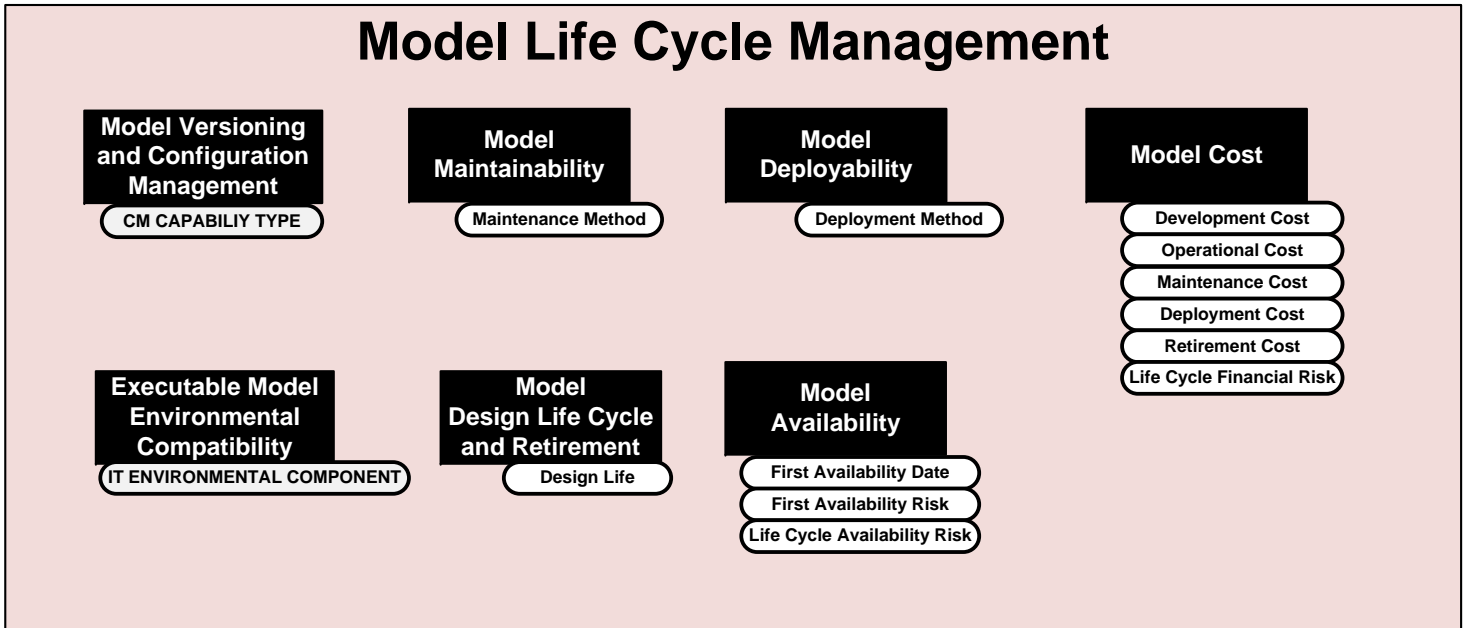 Model Life Cycle Management
Model Versioning
and Configuration
Management
CM CAPABILIY TYPE
Model
Maintainability
Maintenance Method
Model
Deployability
Deployment Method
Model Cost
Development Cost
Operational Cost
Maintenance Cost
Deployment Cost
Retirement Cost
Life Cycle Financial Risk
Executable Model
Environmental
Compatibility
IT ENVIRONMENTAL COMPONENT
Model
Design Life Cycle
and Retirement
Design Life
Model
Availability
First Availability Date
First Availability Risk
Life Cycle Availability Risk